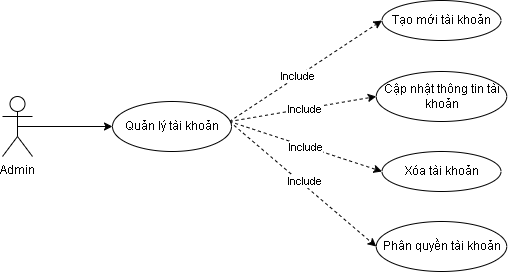 Tạo mới tài khoản
Include
Cập nhật thông tin tài
khoản
Include
Quản lý tài khoản
Include
Xóa tài khoản
Admin
Include
Phân quyền tài khoản